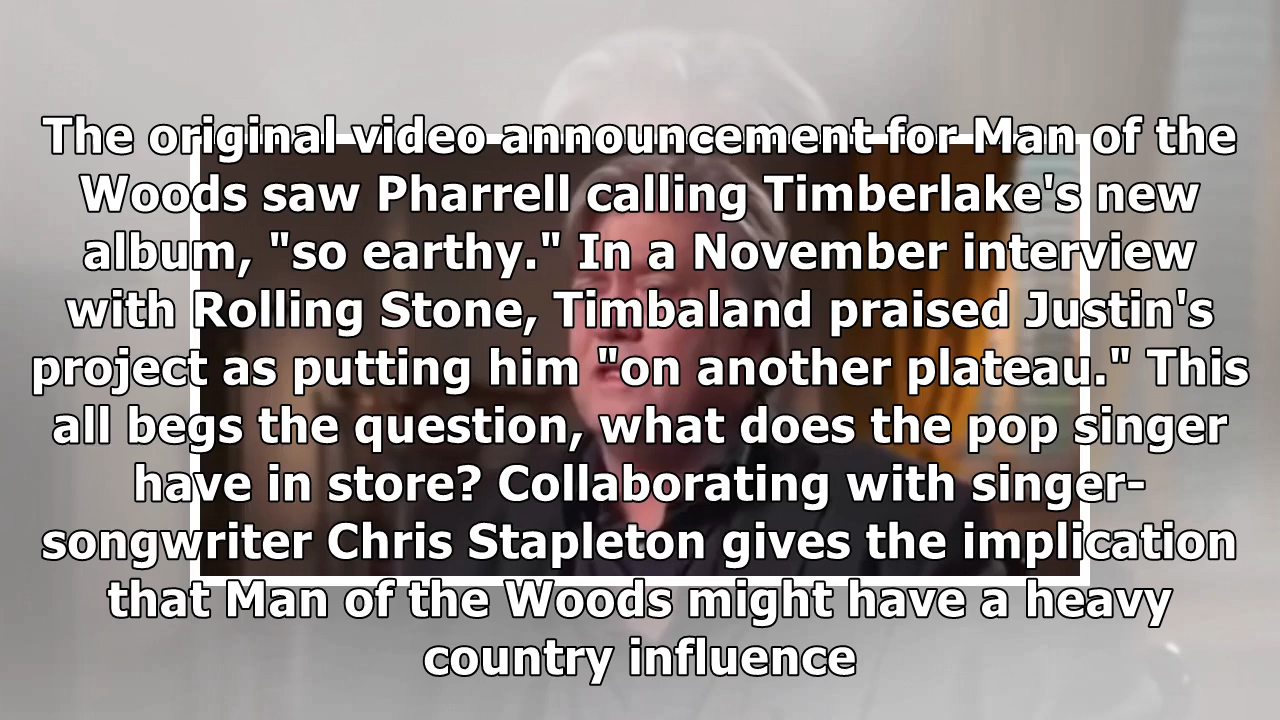 The original video announcement for Man of the
Woods saw Pharrell calling Timberlake's new
album, "so earthy." In a November interview
with Rolling Stone, Timbaland praised Justin's
project as putting him "on another plateau." This
all begs the question, what does the pop singer
have in store? Collaborating with singer-
songwriter Chris Stapleton gives the implication
that Man of the Woods might have a heavy
country influence